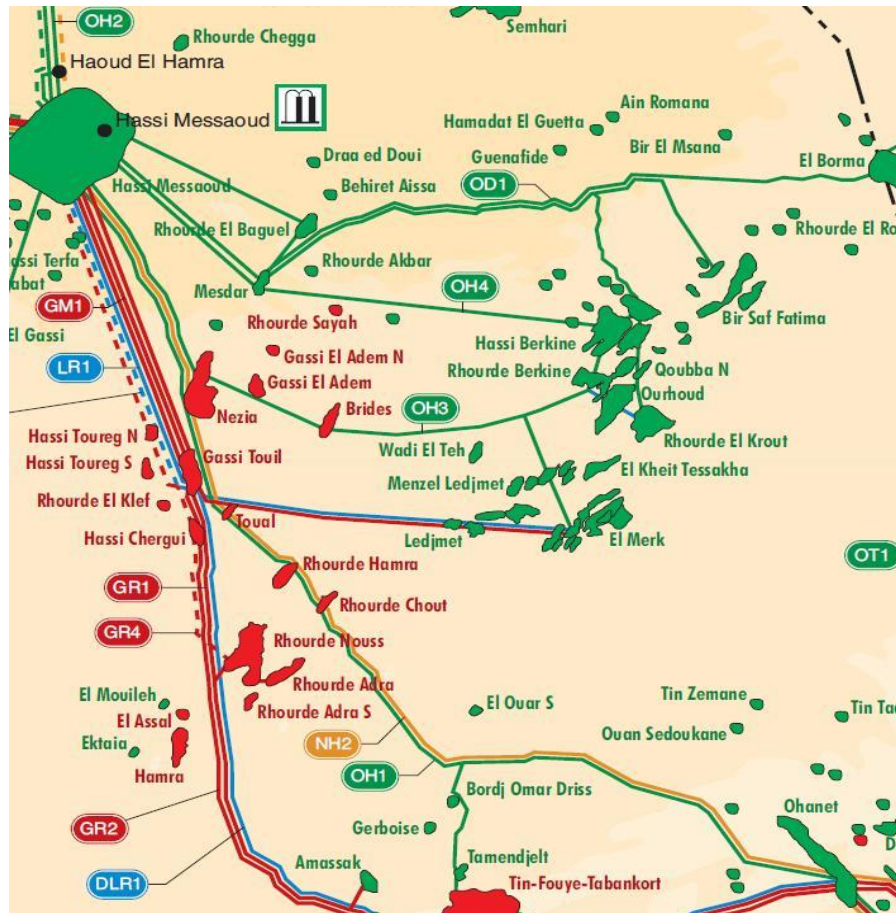 OH2
Rhourde Chegga
Semhari
Haoud El Hamra
Hassi Messaoud
Ain Romana
Hamadat El Guetta
Bir El Msana
Draa ed Doui
Guenafide
El Borma
Hassi Messaoud
Behiret Aissa
OD1
Rhourde El Baguel
Rhourde El Ro
assi Terfa
Rhourde Akbar
abat
Mesdar
OH4
GM1
Rhourde Sayah
Bir Saf Fatima
El Gassi
Hassi Berkine
Gassi El Adem N
LR1
Rhourde Berkine
Qoubba N
Gassi El Adem
Ourhoud
Nezia
Brides
OH3
Hassi Toureg N
Rhourde El Krout
Wadi El Teh
Gassi Touil
Hassi Toureg S
El Kheit Tessakha
Menzel Ledjmet
Rhourde El Klef
Toual
Hassi Chergui
Ledjmet
El Merk
OT1
Rhourde Hamra
GR1
Rhourde Chout
GR4
Rhourde Nouss
Rhourde Adra
El Mouileh
Tin Zemane
El Ouar S
Rhourde Adra S
Tin Ta
El Assal
Ouan Sedoukane
Ektaia
NH2
Hamra
OH1
Bordj Omar Driss
Ohanet
GR2
Gerboise
D
Amassak
Tamendjelt
DLR1
Tin-Fouye-Tabankort